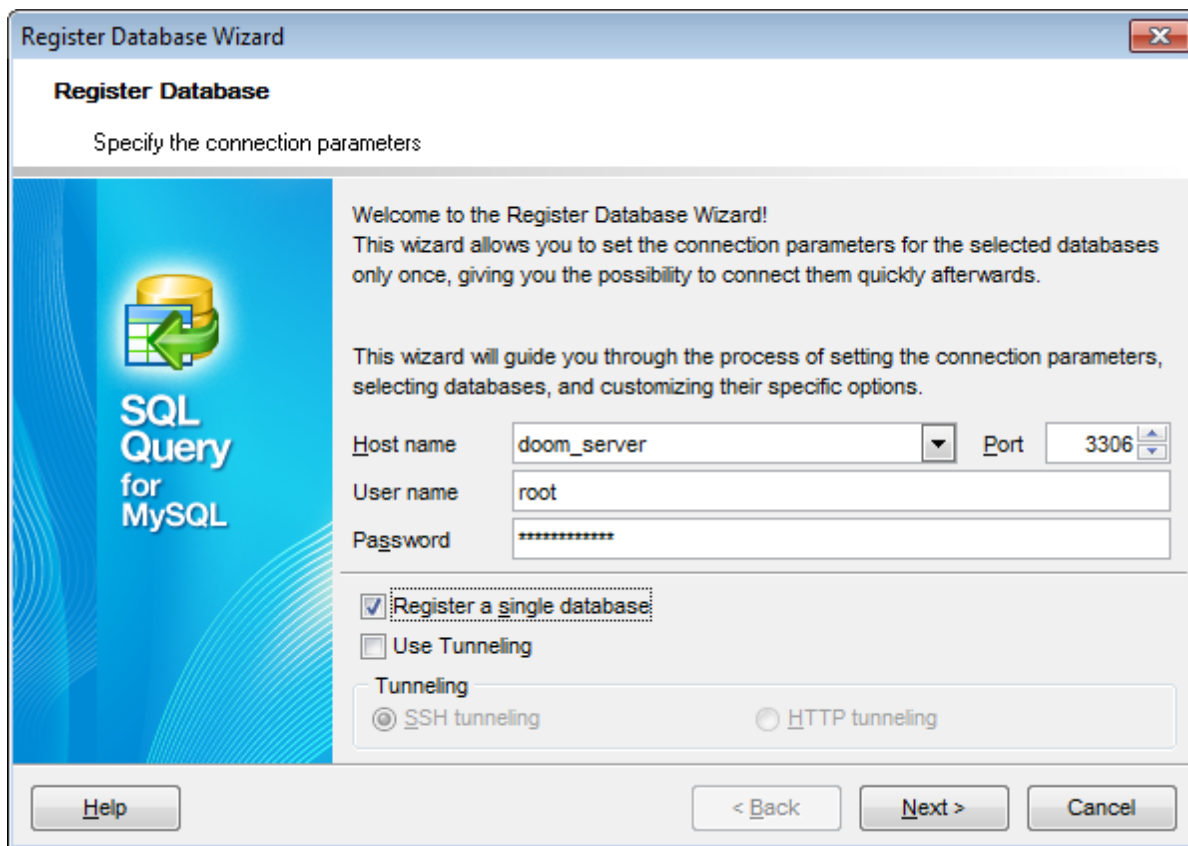 Register Database Wizard
Register Database
Specify the connection parameters
SQL
Query
for
MySQL
Welcome to the Register Database Wizard!
This wizard allows you to set the connection parameters for the selected databases
only once, giving you the possibility to connect them quickly afterwards.
This wizard will guide you through the process of setting the connection parameters,
selecting databases, and customizing their specific options.
Host name doom_server Port 3306
User name root
Password ************
Register a single database
Use Tunneling
Tunneling
SSH tunneling HTTP tunneling
Help < Back Next > Cancel